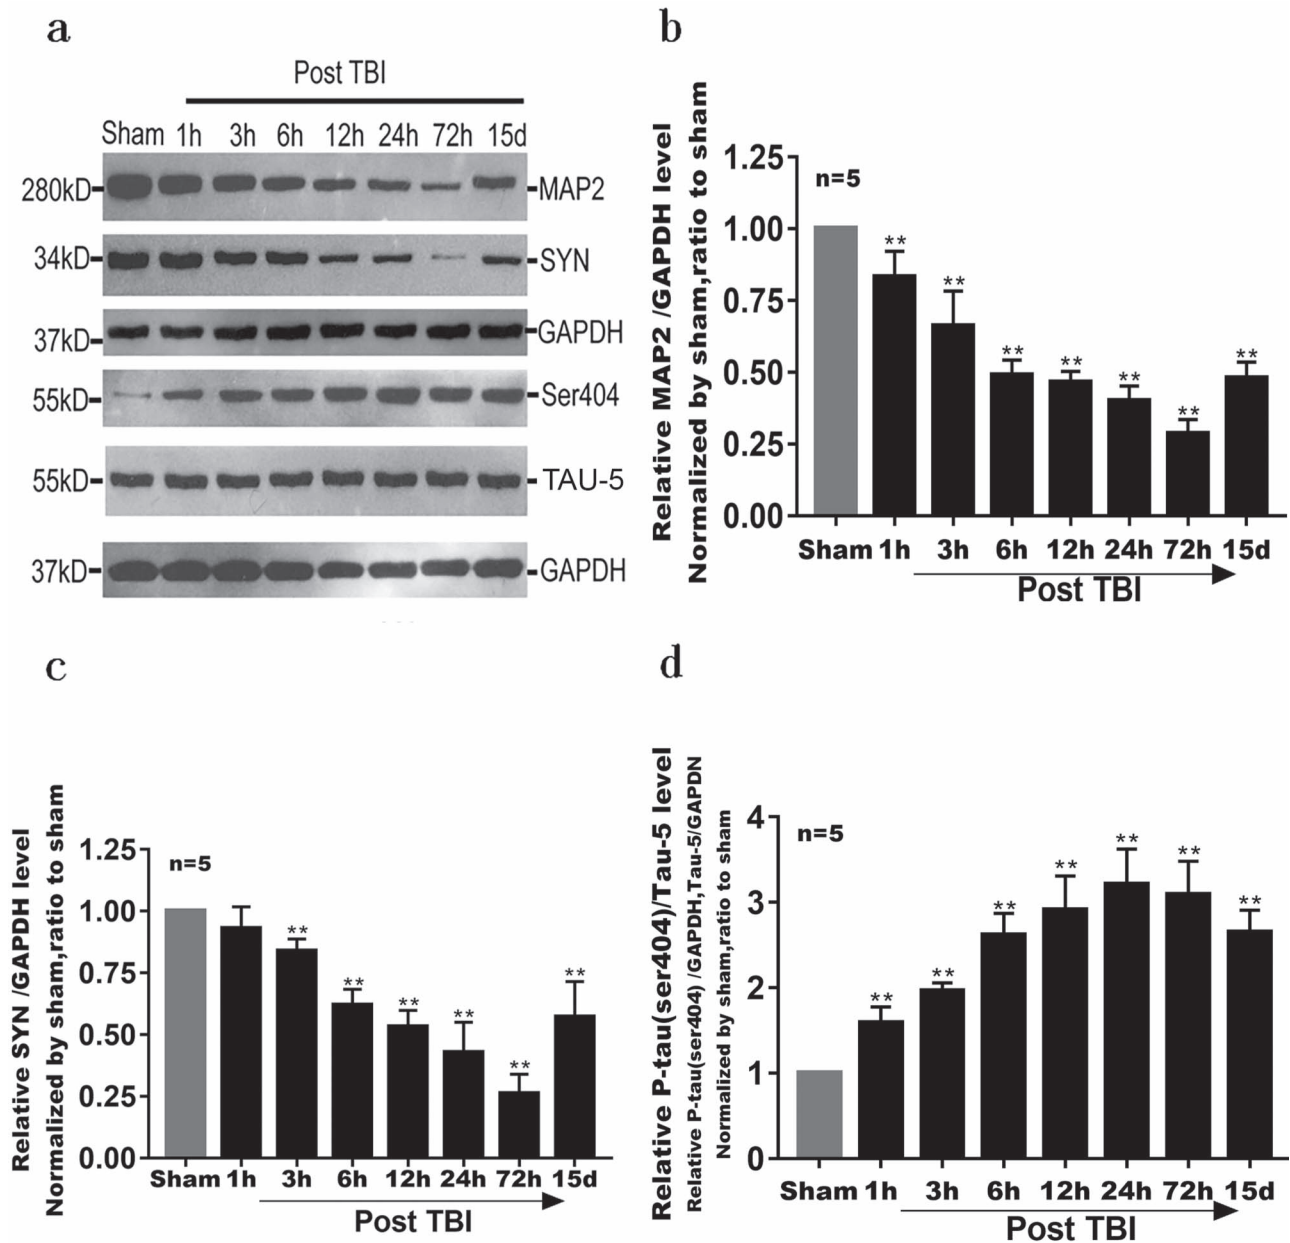 a
Post TBI
Sham 1h 3h 6h 12h 24h 72h 15d
280kD MAP2
34kD SYN
37kD GAPDH
55kD Ser404
55kD TAU-5
37kD GAPDH
b
Relative MAP2 /GAPDH level
Normalized by sham,ratio to sham
1.25
1.00
0.75
0.50
0.25
0.00
n=5
**
**
**
**
**
**
**
Sham 1h 3h 6h 12h 24h 72h 15d
Post TBI
c
Relative SYN /GAPDH level
Normalized by sham,ratio to sham
1.25
1.00
0.75
0.50
0.25
0.00
n=5
**
**
**
**
**
**
Sham 1h 3h 6h 12h 24h 72h 15d
Post TBI
d
Relative P-tau(ser404)/Tau-5 level
Relative P-tau(ser404) /GAPDH,Tau-5/GAPDN
Normalized by sham,ratio to sham
4
3
2
1
0
n=5
**
**
**
**
**
**
**
Sham 1h 3h 6h 12h 24h 72h 15d
Post TBI